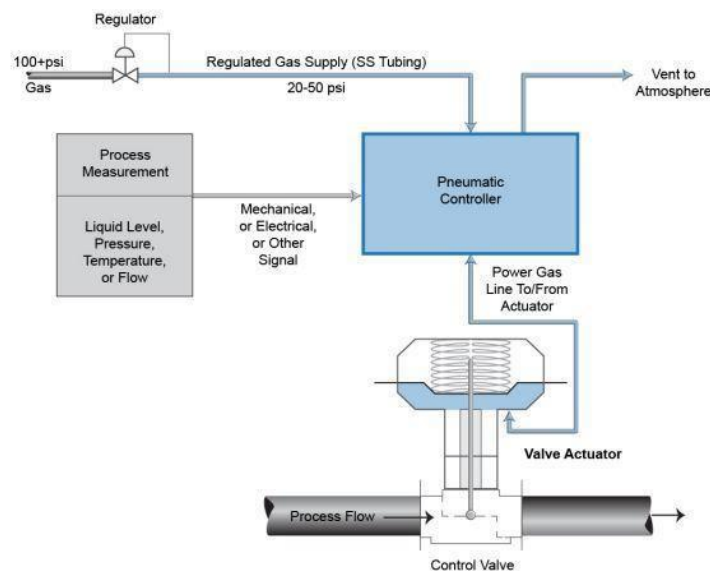 Regulator
100+psi
Gas
Regulated Gas Supply (SS Tubing)
20-50 psi
Vent to
Atmosphere
Process
Measurement
Liquid Level,
Pressure,
Temperature,
or Flow
Mechanical,
or Electrical,
or Other
Signal
Pneumatic
Controller
Power Gas
Line To/From
Actuator
Valve Actuator
Process Flow
Control Valve